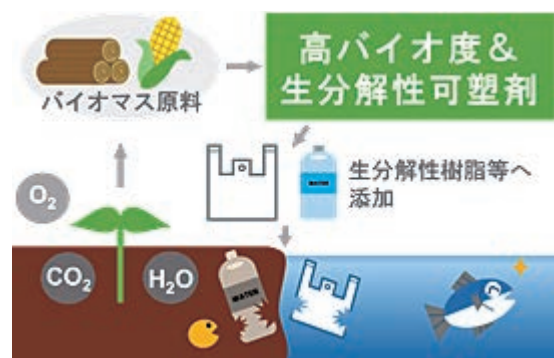 高バイオ度＆
生分解性可塑剤
バイオマス原料
WATER
生分解性樹脂等へ
添加
O₂
CO₂
H₂O
WATER